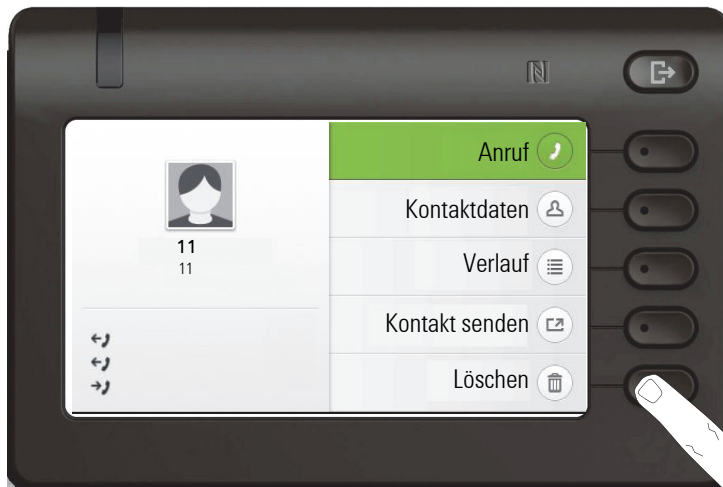 Anruf
Kontaktdaten
11
11
Verlauf
Kontakt senden
Löschen